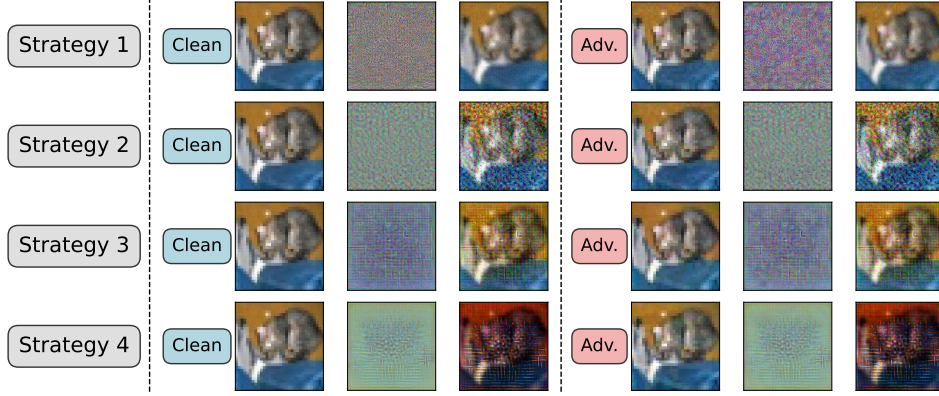 Strategy 1 Clean Adv.
Strategy 2 Clean Adv.
Strategy 3 Clean Adv.
Strategy 4 Clean Adv.